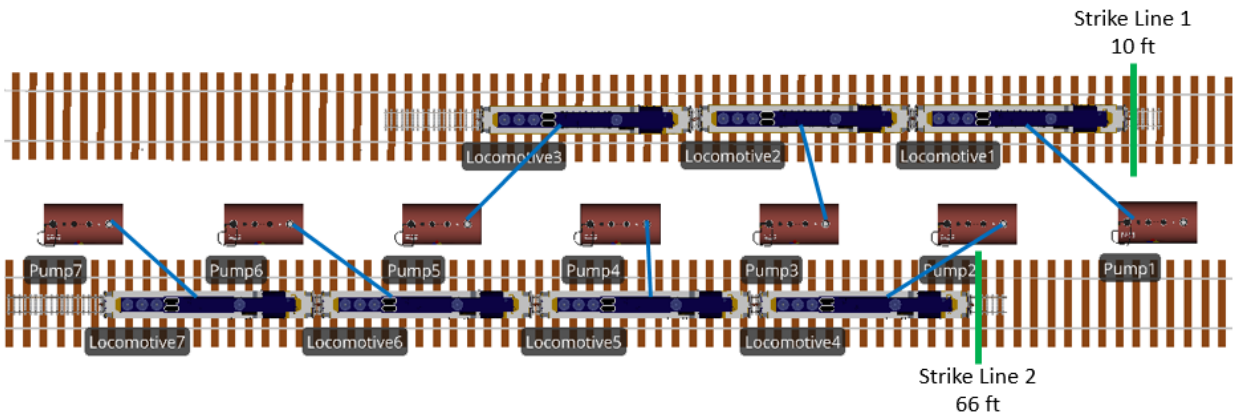 Strike Line 1
10 ft
Locomotive3
Locomotive2
Locomotive1
Pump7
Pump6
Pump5
Pump4
Pump3
Pump2
Pump1
Locomotive7
Locomotive6
Locomotive5
Locomotive4
Strike Line 2
66 ft